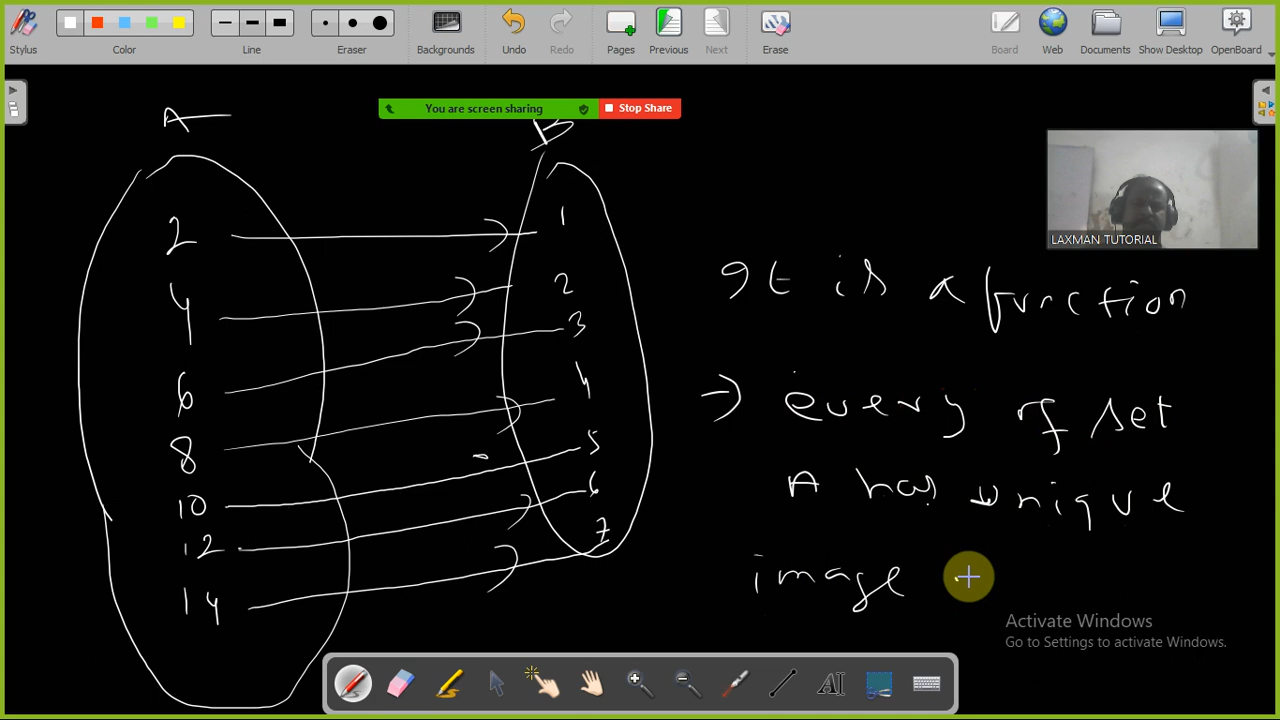 Stylus
Color
Line
Eraser
Backgrounds
Undo
Redo
Pages
Previous
Next
Erase
Board
Web
Documents
Show Desktop
OpenBoard
You are screen sharing
Stop Share
A
B
2
4
6
8
10
12
14
1
2
3
4
5
6
7
It is a function
→ every of set
A has unique
image
LAXMAN TUTORIAL
Activate Windows
Go to Settings to activate Windows.